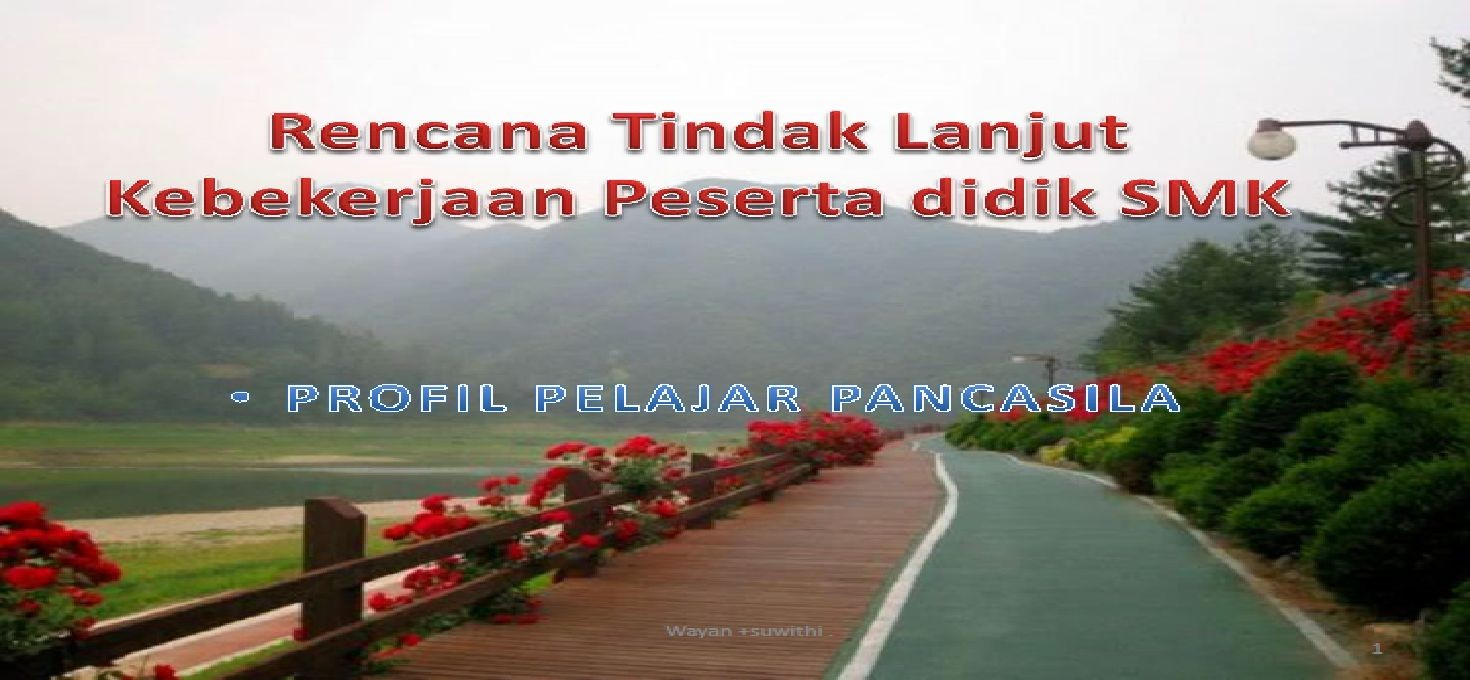 Rencana Tindak Lanjut
Kebekerjaan Peserta didik SMK
• PROFIL PELAJAR PANCASILA
Wayan +suwithi .
1